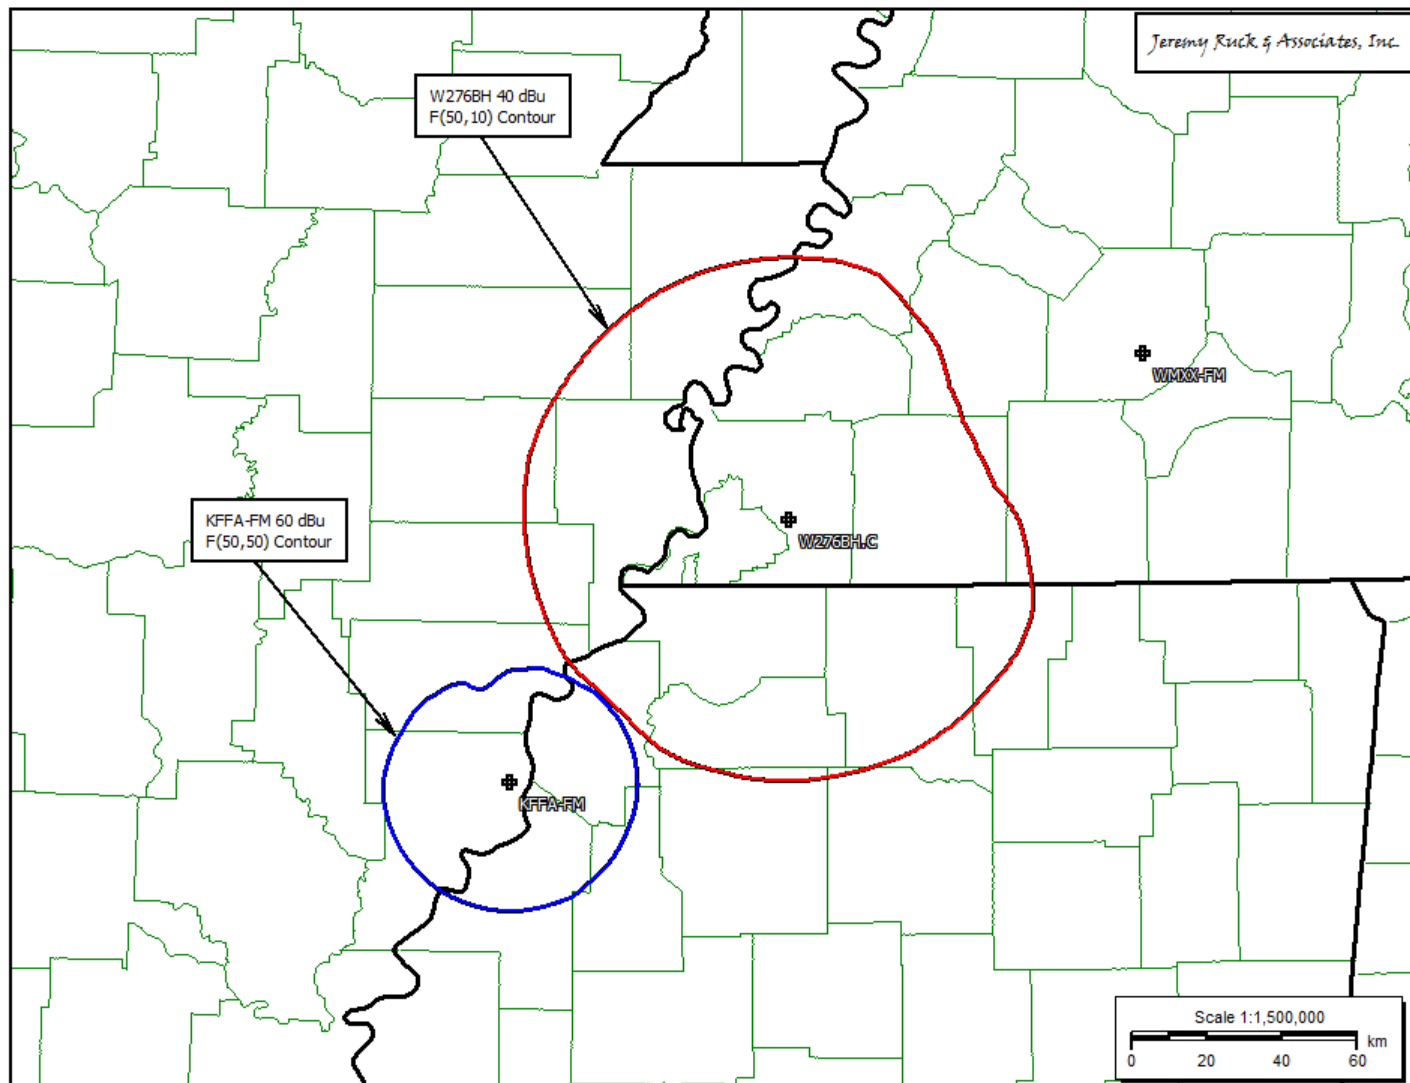 Jeremy Ruck & Associates, Inc.
W276BH 40 dBu
F(50,10) Contour
WMXX-FM
KFFA-FM 60 dBu
F(50,50) Contour
W276BH.C
KFFA-FM
Scale 1:1,500,000
km
0 20 40 60